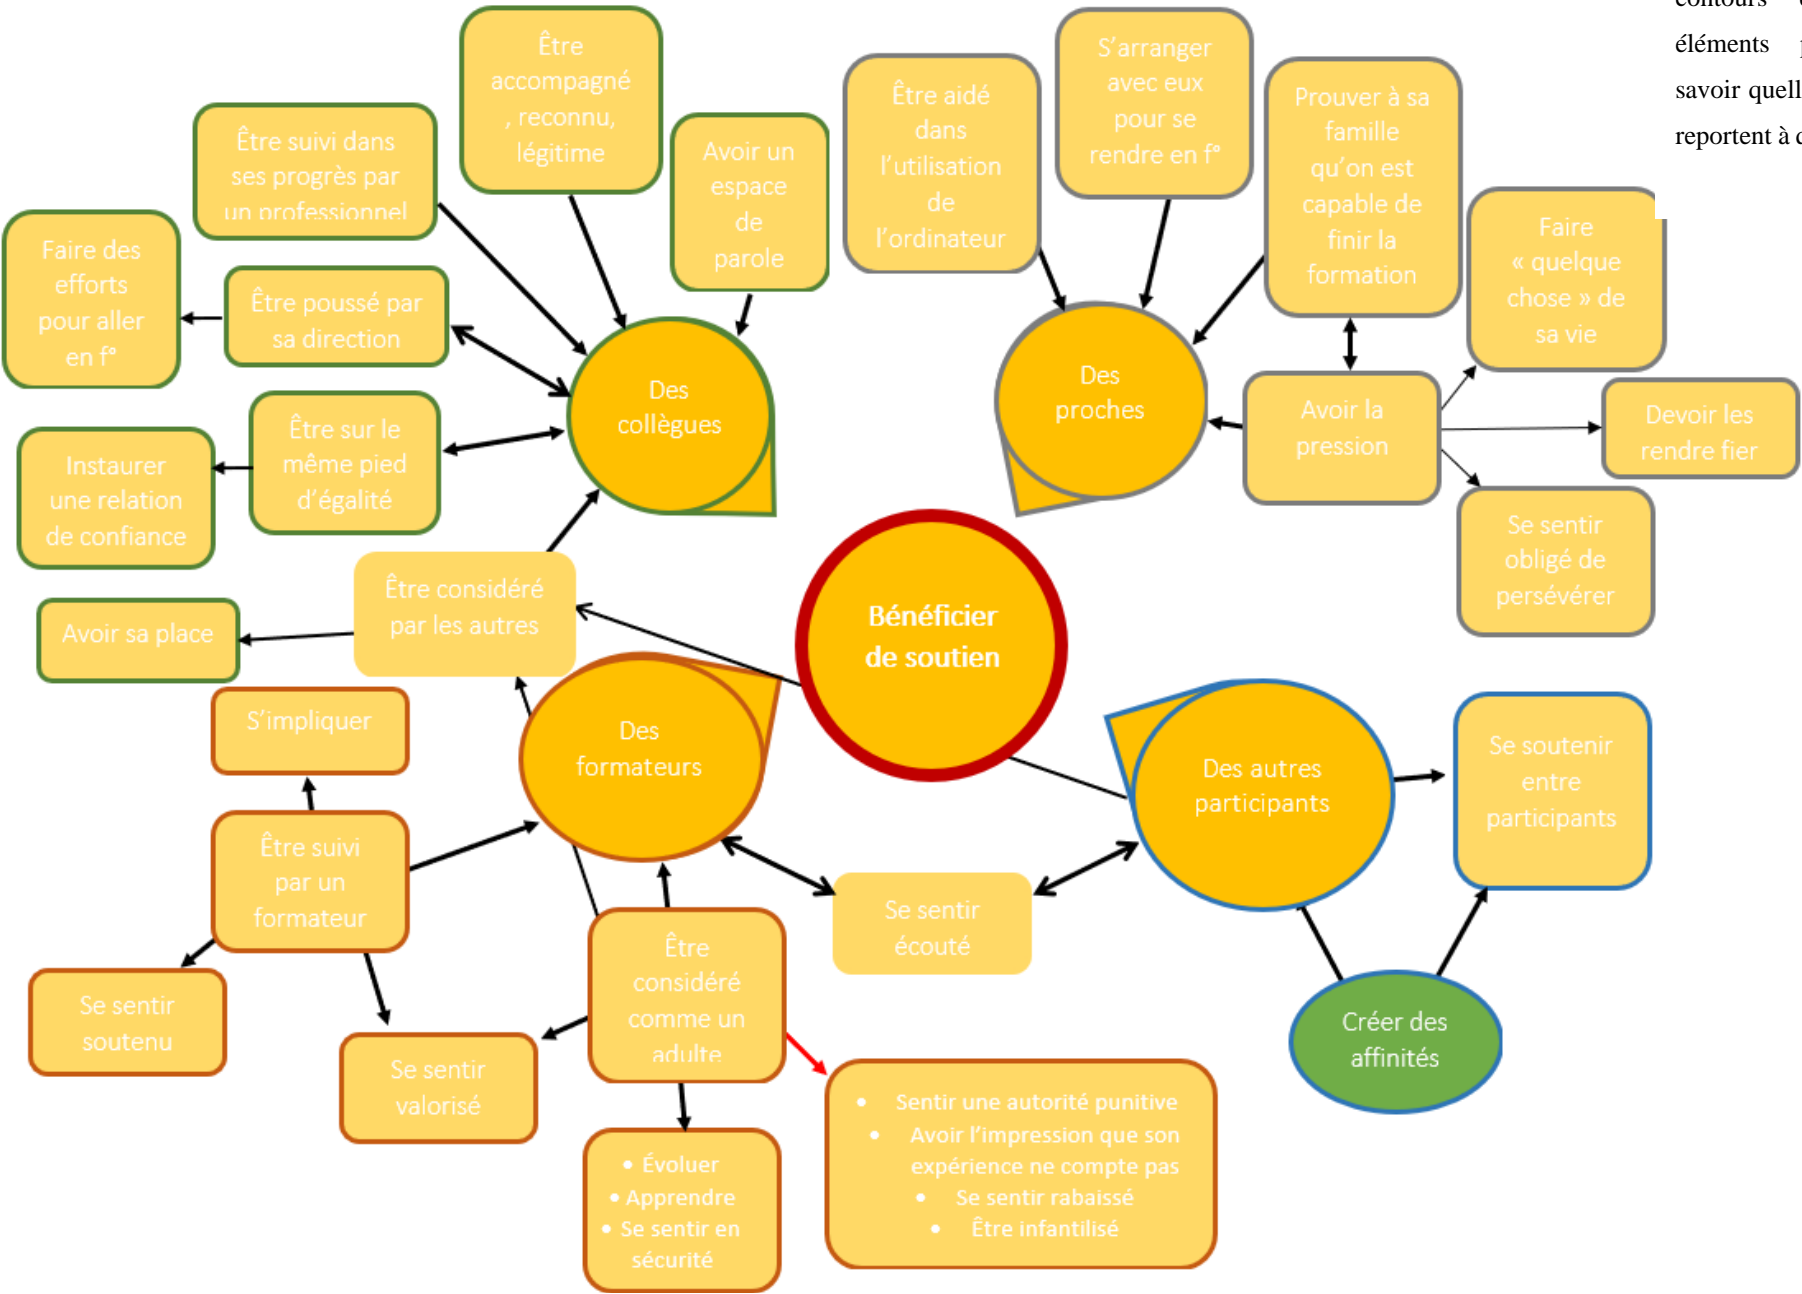 contours
éléments
savoir
reportent à
Être
accompagné
, reconnu,
légitime
Être suivi dans
ses progrès par
un professionnel
Avoir un
espace
de
parole
Faire des
efforts
pour aller
en f°
Être poussé par
sa direction
Être sur le
même pied
d'égalité
Instaurer
une relation
de confiance
Des
collègues
Être aidé
dans
l'utilisation
de
l'ordinateur
S'arranger
avec eux
pour se
rendre en f°
Prouver à sa
famille
qu'on est
capable de
finir la
formation
Faire
« quelque
chose » de
sa vie
Des
proches
Avoir la
pression
Devoir les
rendre fier
Se sentir
obligé de
persévérer
Être considéré
par les autres
Avoir sa place
Bénéficier
de soutien
S'impliquer
Des
formateurs
Être suivi
par un
formateur
Se sentir
soutenu
Se sentir
valorisé
Être
considéré
comme un
adulte
Se sentir
écouté
Des autres
participants
Se soutenir
entre
participants
Créer des
affinités
• Évoluer
• Apprendre
• Se sentir en
sécurité
• Sentir une autorité punitive
• Avoir l'impression que son
expérience ne compte pas
• Se sentir rabaissé
• Être infantilisé